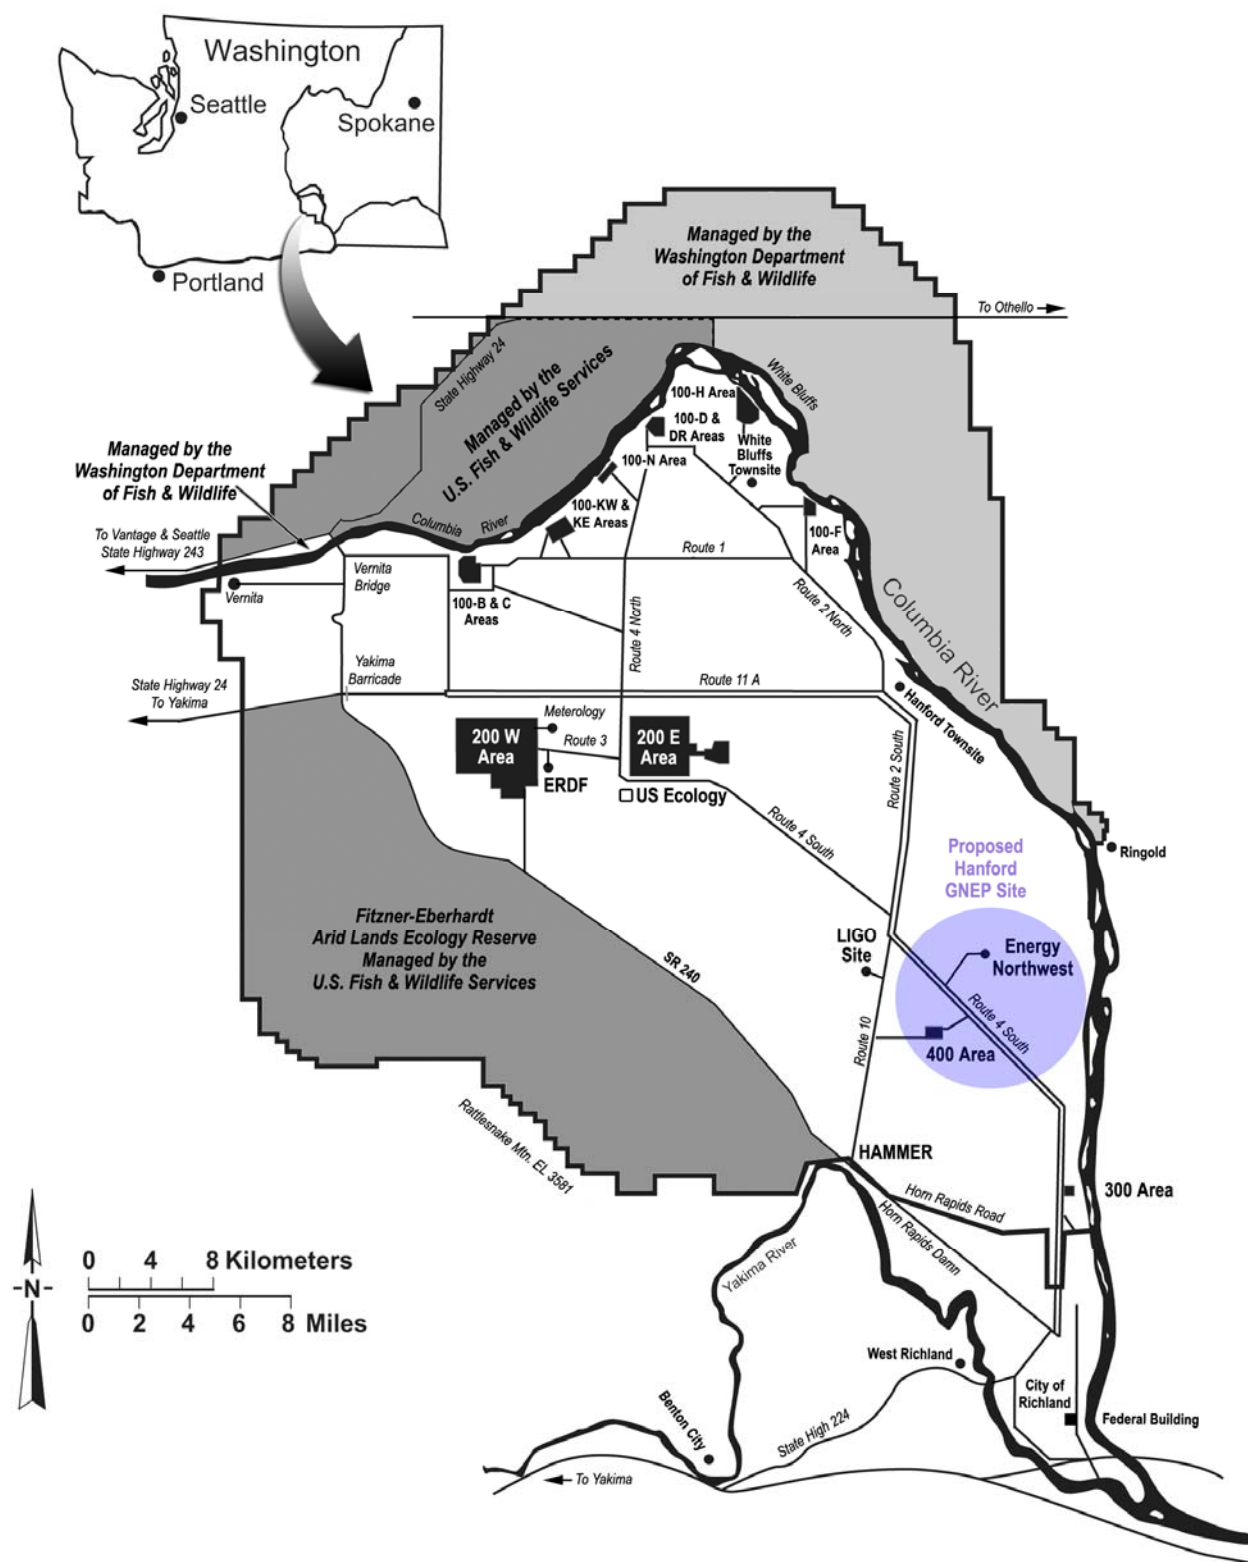 Washington
Seattle
Spokane
Portland
Managed by the
Washington Department
of Fish & Wildlife
To Othello
State Highway 24
Managed by the
U.S. Fish & Wildlife Services
White Bluffs
100-H Area
100-D &
DR Areas
White
Bluffs
Townsite
100-N Area
Managed by the
Washington Department
of Fish & Wildlife
100-KW &
KE Areas
Columbia
River
100-F
Area
To Vantage & Seattle
State Highway 243
Vernita
Bridge
Vernita
Route 1
100-B & C
Areas
Route 2 North
Route 4 North
Columbia River
Yakima
Barricade
State Highway 24
To Yakima
Route 11 A
Hanford Townsite
Meterology
200 W
Area
Route 3
200 E
Area
ERDF
US Ecology
Route 2 South
Route 4 South
Proposed
Hanford
GNEP Site
Ringold
Fitzner-Eberhardt
Arid Lands Ecology Reserve
Managed by the
U.S. Fish & Wildlife Services
SR 240
LIGO
Site
Energy
Northwest
Route 4 South
Route 10
400 Area
Rattlesnake Mtn. EL 3581
HAMMER
Horn Rapids Road
300 Area
Horn Rapids Damn
Yakima River
-N-
0 4 8 Kilometers
0 2 4 6 8 Miles
West Richland
City of
Richland
Federal Building
Benton City
State High 224
To Yakima